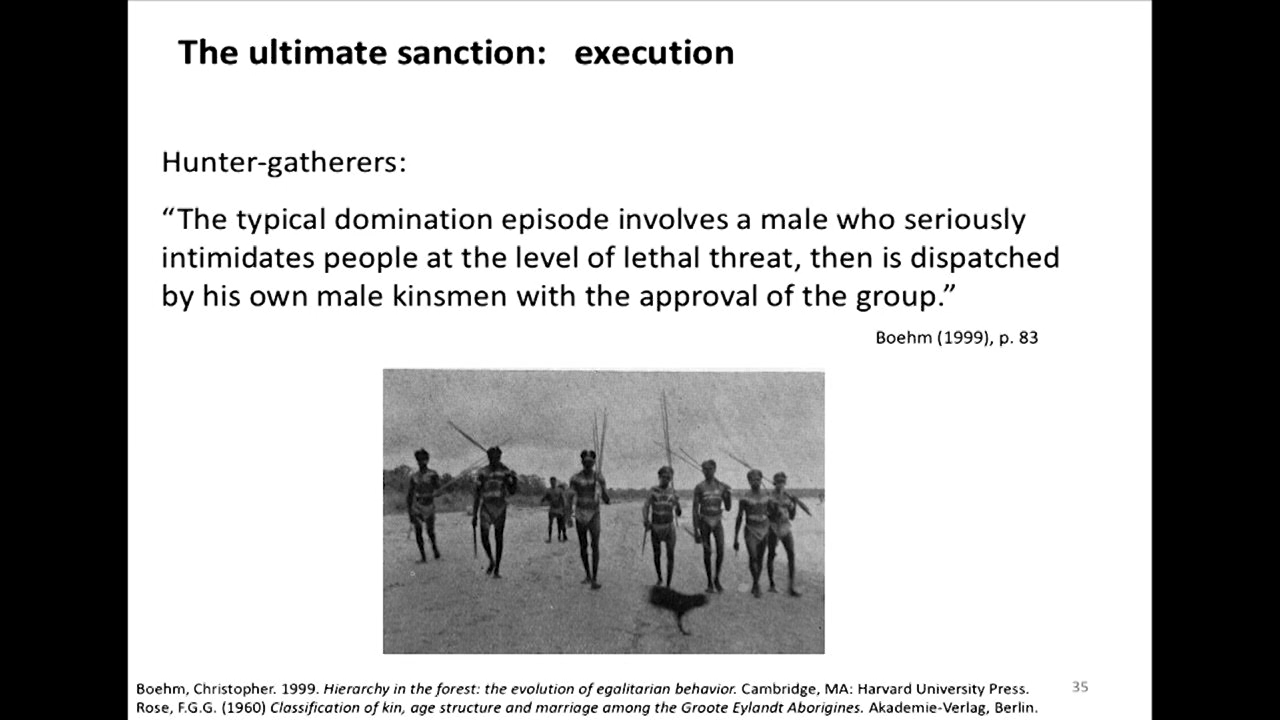 The ultimate sanction: execution
Hunter-gatherers:
“The typical domination episode involves a male who seriously
intimidates people at the level of lethal threat, then is dispatched
by his own male kinsmen with the approval of the group.”
Boehm (1999), p. 83
Boehm, Christopher. 1999. Hierarchy in the forest: the evolution of egalitarian behavior. Cambridge, MA: Harvard University Press.
35
Rose, F.G.G. (1960) Classification of kin, age structure and marriage among the Groote Eylandt Aborigines. Akademie-Verlag, Berlin.